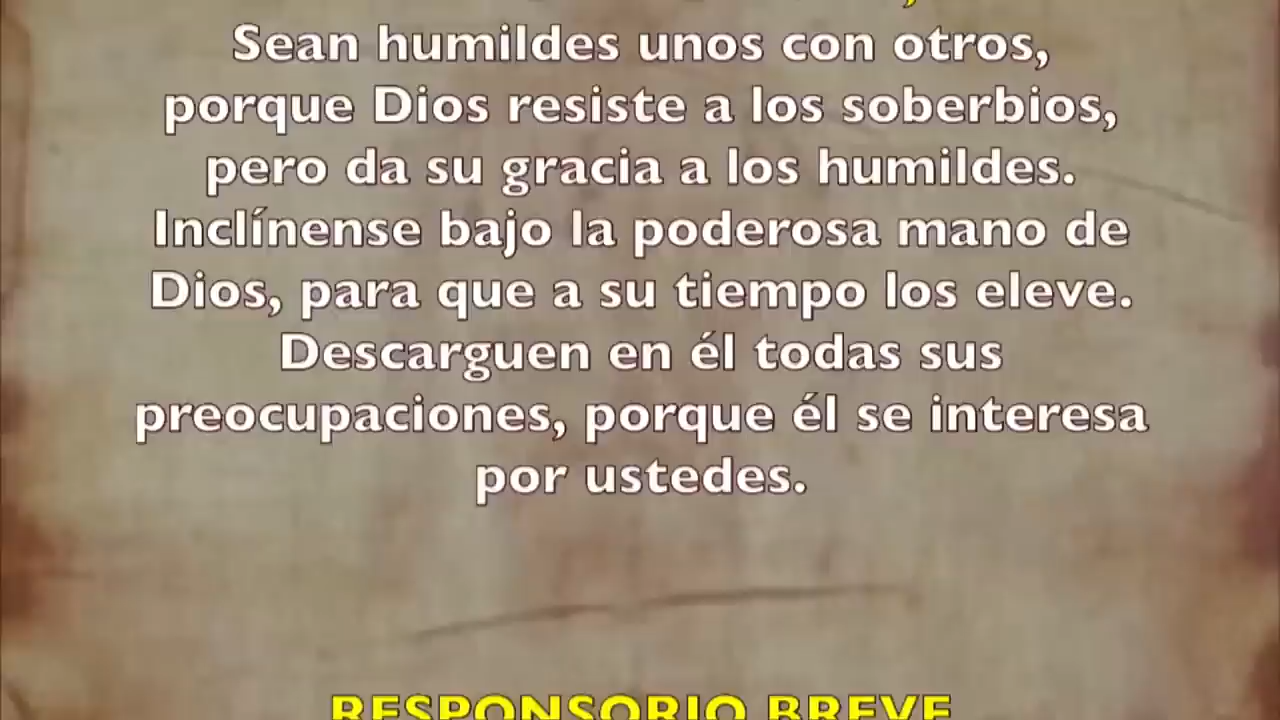 Sean humildes unos con otros,
porque Dios resiste a los soberbios,
pero da su gracia a los humildes.
Inclínense bajo la poderosa mano de
Dios, para que a su tiempo los eleve.
Descarguen en él todas sus
preocupaciones, porque él se interesa
por ustedes.
RESPONSORIO BREVE